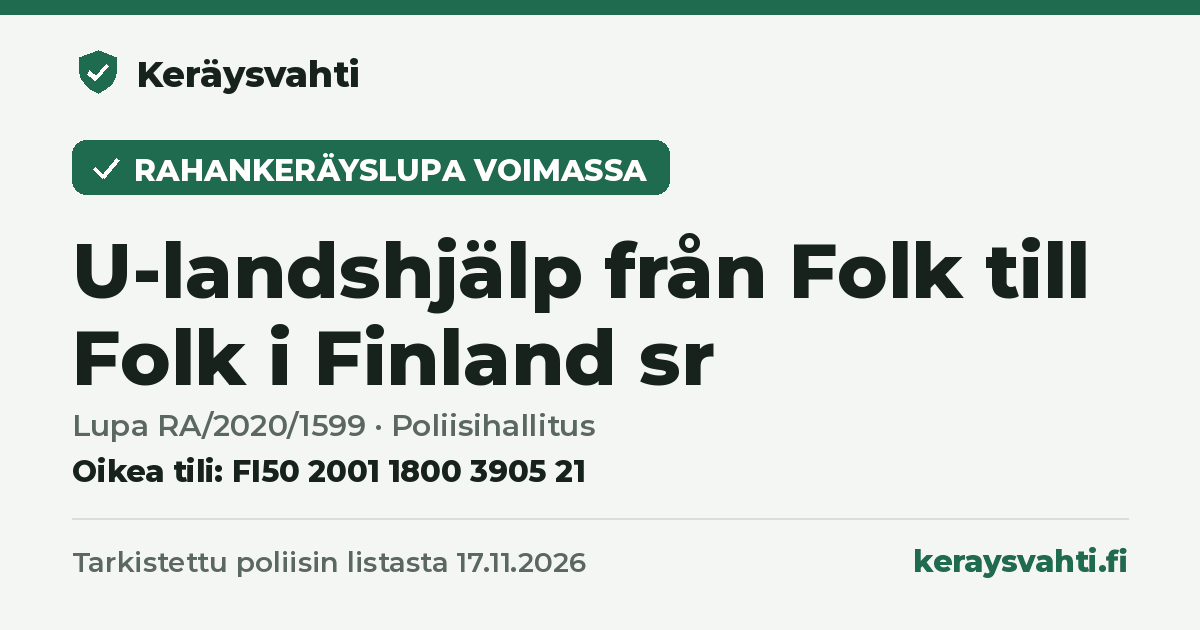 Keräysvahti
RAHANKERÄYSLUPA VOIMASSA
U-landshjälp från Folk till
Folk i Finland sr
Lupa RA/2020/1599 · Poliisihallitus
Oikea tili: FI50 2001 1800 3905 21
Tarkistettu poliisin listasta 17.11.2026
keraysvahti.fi